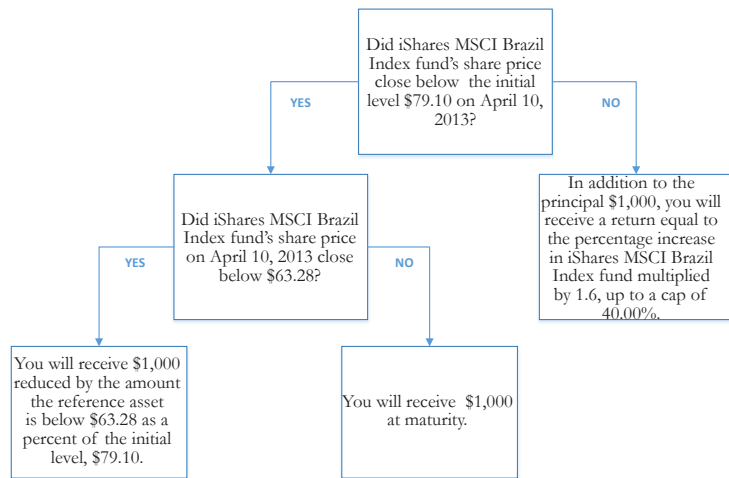 Did iShares MSCI Brazil
Index fund's share price
close below the initial
level $79.10 on April 10,
2013?
YES
NO
Did iShares MSCI Brazil
Index fund's share price
on April 10, 2013 close
below $63.28?
In addition to the
principal $1,000, you will
receive a return equal to
the percentage increase
in iShares MSCI Brazil
Index fund multiplied
by 1.6, up to a cap of
40.00%.
YES
NO
You will receive $1,000
reduced by the amount
the reference asset
is below $63.28 as a
percent of the initial
level, $79.10.
You will receive $1,000
at maturity.